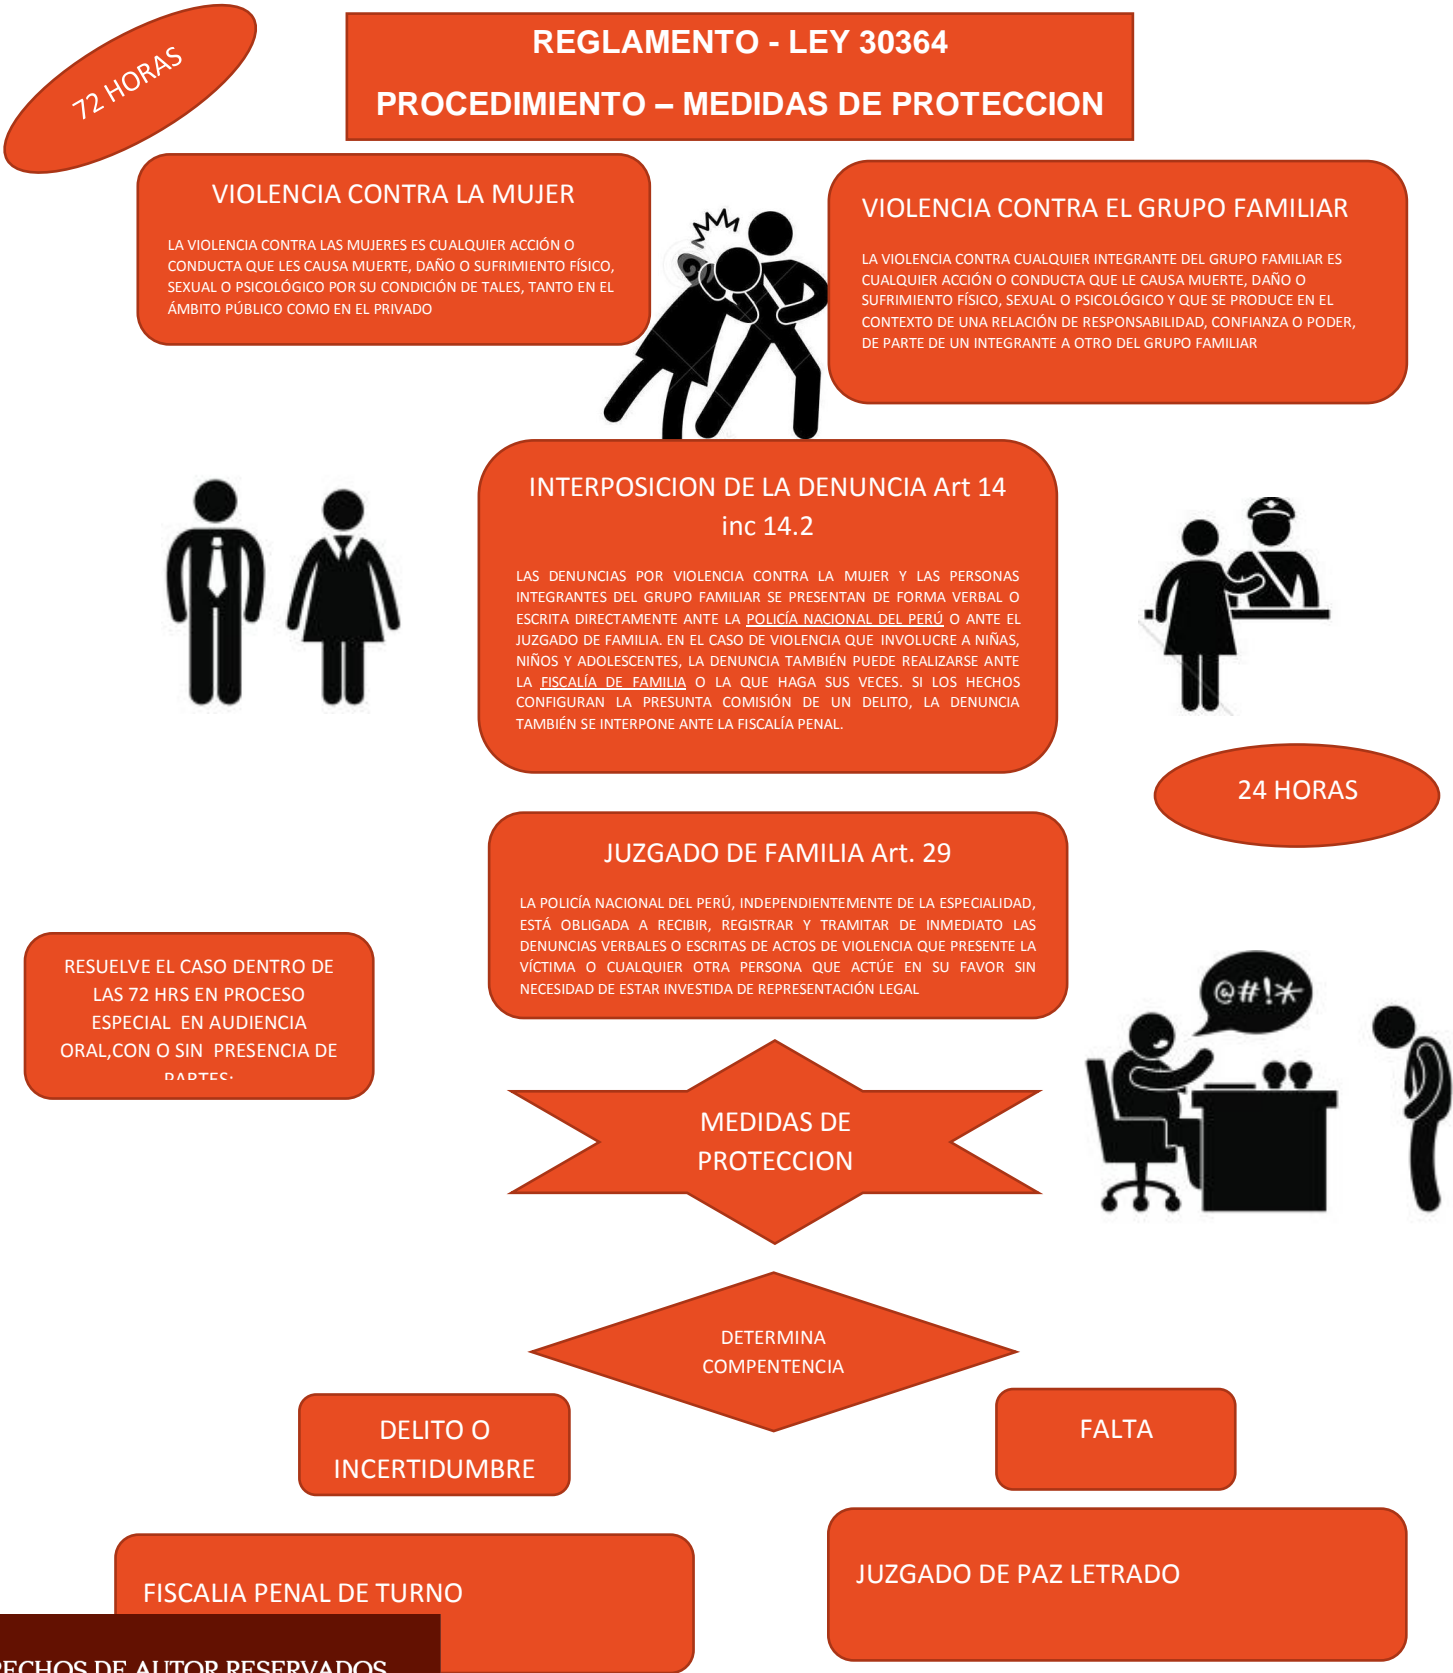 72 HORAS
REGLAMENTO - LEY 30364
PROCEDIMIENTO – MEDIDAS DE PROTECCION
VIOLENCIA CONTRA LA MUJER
LA VIOLENCIA CONTRA LAS MUJERES ES CUALQUIER ACCIÓN O
CONDUCTA QUE LES CAUSA MUERTE, DAÑO O SUFRIMIENTO FÍSICO,
SEXUAL O PSICOLÓGICO POR SU CONDICIÓN DE TALES, TANTO EN EL
ÁMBITO PÚBLICO COMO EN EL PRIVADO
VIOLENCIA CONTRA EL GRUPO FAMILIAR
LA VIOLENCIA CONTRA CUALQUIER INTEGRANTE DEL GRUPO FAMILIAR ES
CUALQUIER ACCIÓN O CONDUCTA QUE LE CAUSA MUERTE, DAÑO O
SUFRIMIENTO FÍSICO, SEXUAL O PSICOLÓGICO Y QUE SE PRODUCE EN EL
CONTEXTO DE UNA RELACIÓN DE RESPONSABILIDAD, CONFIANZA O PODER,
DE PARTE DE UN INTEGRANTE A OTRO DEL GRUPO FAMILIAR
INTERPOSICION DE LA DENUNCIA Art 14
inc 14.2
LAS DENUNCIAS POR VIOLENCIA CONTRA LA MUJER Y LAS PERSONAS
INTEGRANTES DEL GRUPO FAMILIAR SE PRESENTAN DE FORMA VERBAL O
ESCRITA DIRECTAMENTE ANTE LA POLICÍA NACIONAL DEL PERÚ O ANTE EL
JUZGADO DE FAMILIA. EN EL CASO DE VIOLENCIA QUE INVOLUCRE A NIÑAS,
NIÑOS Y ADOLESCENTES, LA DENUNCIA TAMBIÉN PUEDE REALIZARSE ANTE
LA FISCALÍA DE FAMILIA O LA QUE HAGA SUS VECES. SI LOS HECHOS
CONFIGURAN LA PRESUNTA COMISIÓN DE UN DELITO, LA DENUNCIA
TAMBIÉN SE INTERPONE ANTE LA FISCALÍA PENAL.
24 HORAS
JUZGADO DE FAMILIA Art. 29
LA POLICÍA NACIONAL DEL PERÚ, INDEPENDIENTEMENTE DE LA ESPECIALIDAD,
ESTÁ OBLIGADA A RECIBIR, REGISTRAR Y TRAMITAR DE INMEDIATO LAS
DENUNCIAS VERBALES O ESCRITAS DE ACTOS DE VIOLENCIA QUE PRESENTE LA
VÍCTIMA O CUALQUIER OTRA PERSONA QUE ACTÚE EN SU FAVOR SIN
NECESIDAD DE ESTAR INVESTIDA DE REPRESENTACIÓN LEGAL
RESUELVE EL CASO DENTRO DE
LAS 72 HRS EN PROCESO
ESPECIAL EN AUDIENCIA
ORAL,CON O SIN PRESENCIA DE
PARTES:
@#!*
MEDIDAS DE
PROTECCION
DETERMINA
COMPENTENCIA
DELITO O
INCERTIDUMBRE
FALTA
FISCALIA PENAL DE TURNO
JUZGADO DE PAZ LETRADO
DE AUTOR RESERVADOS